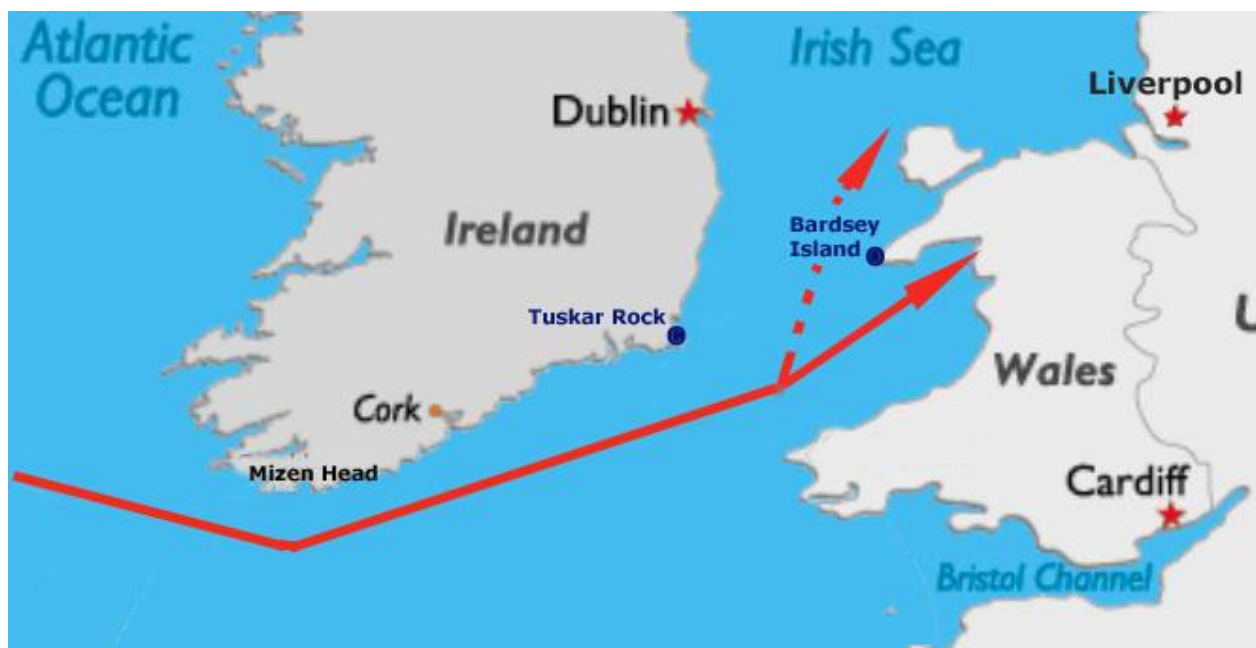 Atlantic
Ocean
Irish Sea
Liverpool
Dublin
Ireland
Bardsey
Island
Tuskar Rock
Wales
Cork
Mizen Head
Cardiff
Bristol Channel